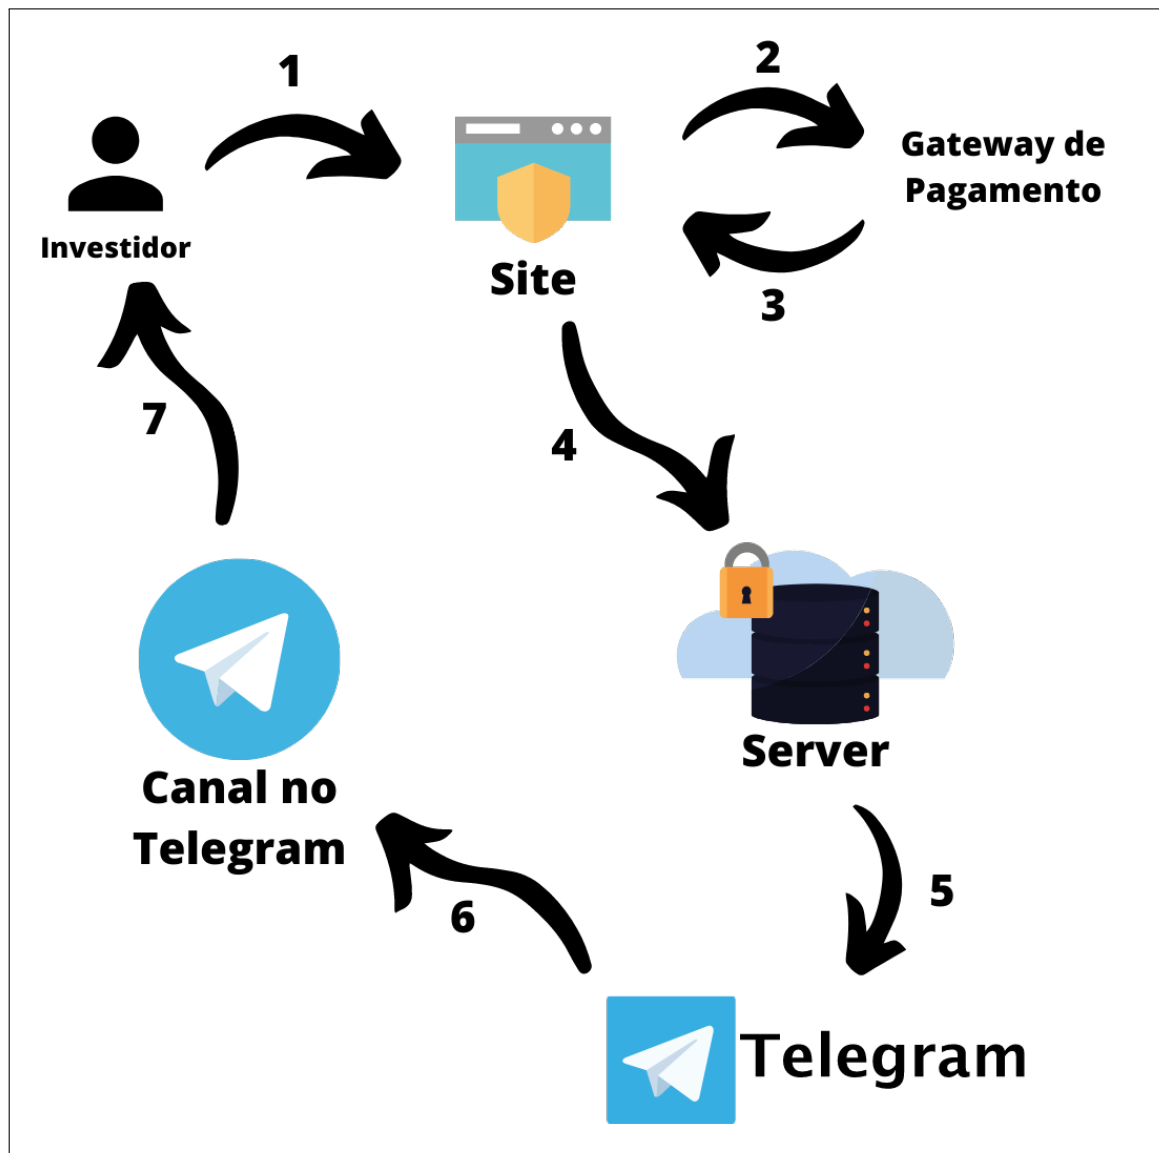 1
2
Gateway de
Pagamento
Investidor
Site
3
7
4
Server
Canal no
Telegram
5
6
Telegram